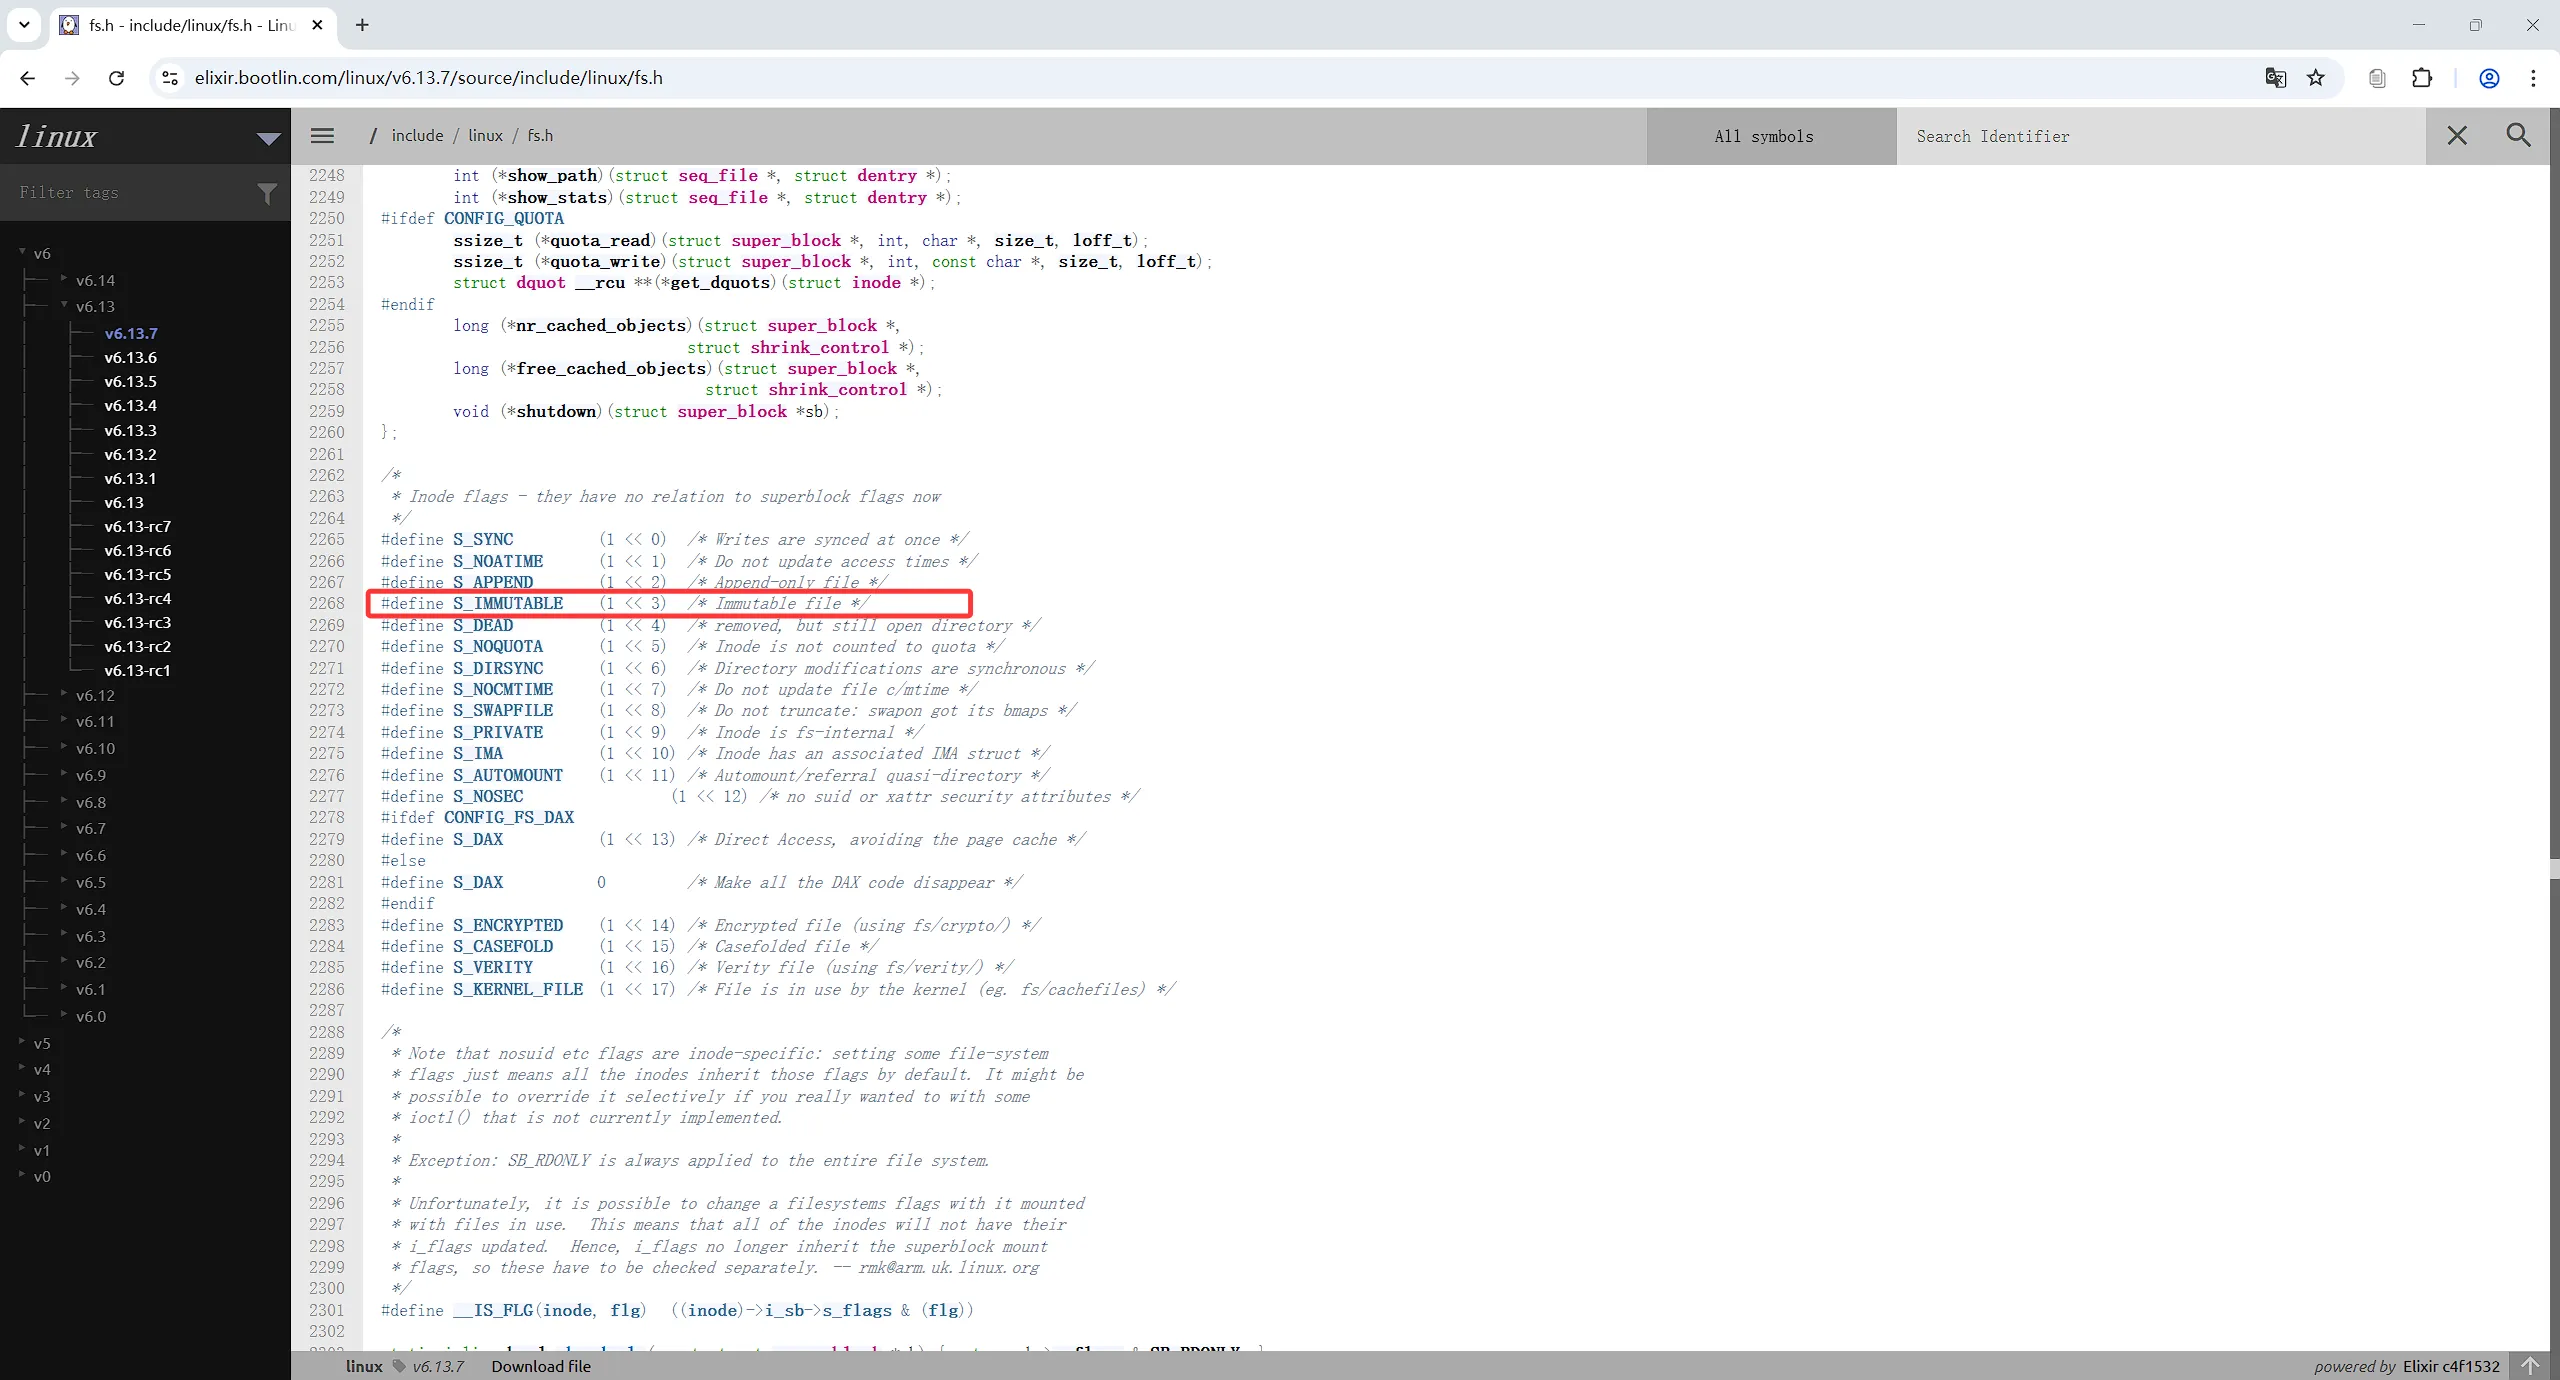 fs.h - include/linux/fs.h - Linu
elixir.bootlin.com/linux/v6.13.7/source/include/linux/fs.h
linux
/ include / linux / fs.h
All symbols
Search Identifier
Filter tags
v6
v6.14
v6.13
v6.13.7
v6.13.6
v6.13.5
v6.13.4
v6.13.3
v6.13.2
v6.13.1
v6.13
v6.13-rc7
v6.13-rc6
v6.13-rc5
v6.13-rc4
v6.13-rc3
v6.13-rc2
v6.13-rc1
v6.12
v6.11
v6.10
v6.9
v6.8
v6.7
v6.6
v6.5
v6.4
v6.3
v6.2
v6.1
v6.0
v5
v4
v3
v2
v1
v0
2248 int (*show_path)(struct seq_file *, struct dentry *);
2249 int (*show_stats)(struct seq_file *, struct dentry *);
2250 #ifdef CONFIG_QUOTA
2251 ssize_t (*quota_read)(struct super_block *, int, char *, size_t, loff_t);
2252 ssize_t (*quota_write)(struct super_block *, int, const char *, size_t, loff_t);
2253 struct dquot __rcu **(*get_dquots)(struct inode *);
2254 #endif
2255 long (*nr_cached_objects)(struct super_block *,
2256 struct shrink_control *);
2257 long (*free_cached_objects)(struct super_block *,
2258 struct shrink_control *);
2259 void (*shutdown)(struct super_block *sb);
2260 };
2261
2262 /*
2263 * Inode flags - they have no relation to superblock flags now
2264 */
2265 #define S_SYNC (1 << 0) /* Writes are synced at once */
2266 #define S_NOATIME (1 << 1) /* Do not update access times */
2267 #define S_APPEND (1 << 2) /* Append-only file */
2268 #define S_IMMUTABLE (1 << 3) /* Immutable file */
2269 #define S_DEAD (1 << 4) /* removed, but still open directory */
2270 #define S_NOQUOTA (1 << 5) /* Inode is not counted to quota */
2271 #define S_DIRSYNC (1 << 6) /* Directory modifications are synchronous */
2272 #define S_NOCMTIME (1 << 7) /* Do not update file c/mtime */
2273 #define S_SWAPFILE (1 << 8) /* Do not truncate: swapon got its bmaps */
2274 #define S_PRIVATE (1 << 9) /* Inode is fs-internal */
2275 #define S_IMA (1 << 10) /* Inode has an associated IMA struct */
2276 #define S_AUTOMOUNT (1 << 11) /* Automount/referral quasi-directory */
2277 #define S_NOSEC (1 << 12) /* no suid or xattr security attributes */
2278 #ifdef CONFIG_FS_DAX
2279 #define S_DAX (1 << 13) /* Direct Access, avoiding the page cache */
2280 #else
2281 #define S_DAX 0 /* Make all the DAX code disappear */
2282 #endif
2283 #define S_ENCRYPTED (1 << 14) /* Encrypted file (using fs/crypto/) */
2284 #define S_CASEFOLD (1 << 15) /* Casefolded file */
2285 #define S_VERITY (1 << 16) /* Verity file (using fs/verity/) */
2286 #define S_KERNEL_FILE (1 << 17) /* File is in use by the kernel (eg. fs/cachefiles) */
2287
2288 /*
2289 * Note that nosuid etc flags are inode-specific: setting some file-system
2290 * flags just means all the inodes inherit those flags by default. It might be
2291 * possible to override it selectively if you really wanted to with some
2292 * ioctl() that is not currently implemented.
2293 *
2294 * Exception: SB_RDONLY is always applied to the entire file system.
2295 *
2296 * Unfortunately, it is possible to change a filesystems flags with it mounted
2297 * with files in use. This means that all of the inodes will not have their
2298 * i_flags updated. Hence, i_flags no longer inherit the superblock mount
2299 * flags, so these have to be checked separately. -- rmk@arm.uk.linux.org
2300 */
2301 #define __IS_FLG(inode, flg) ((inode)->i_sb->s_flags & (flg))
2302
linux v6.13.7 Download file
powered by Elixir c4f1532